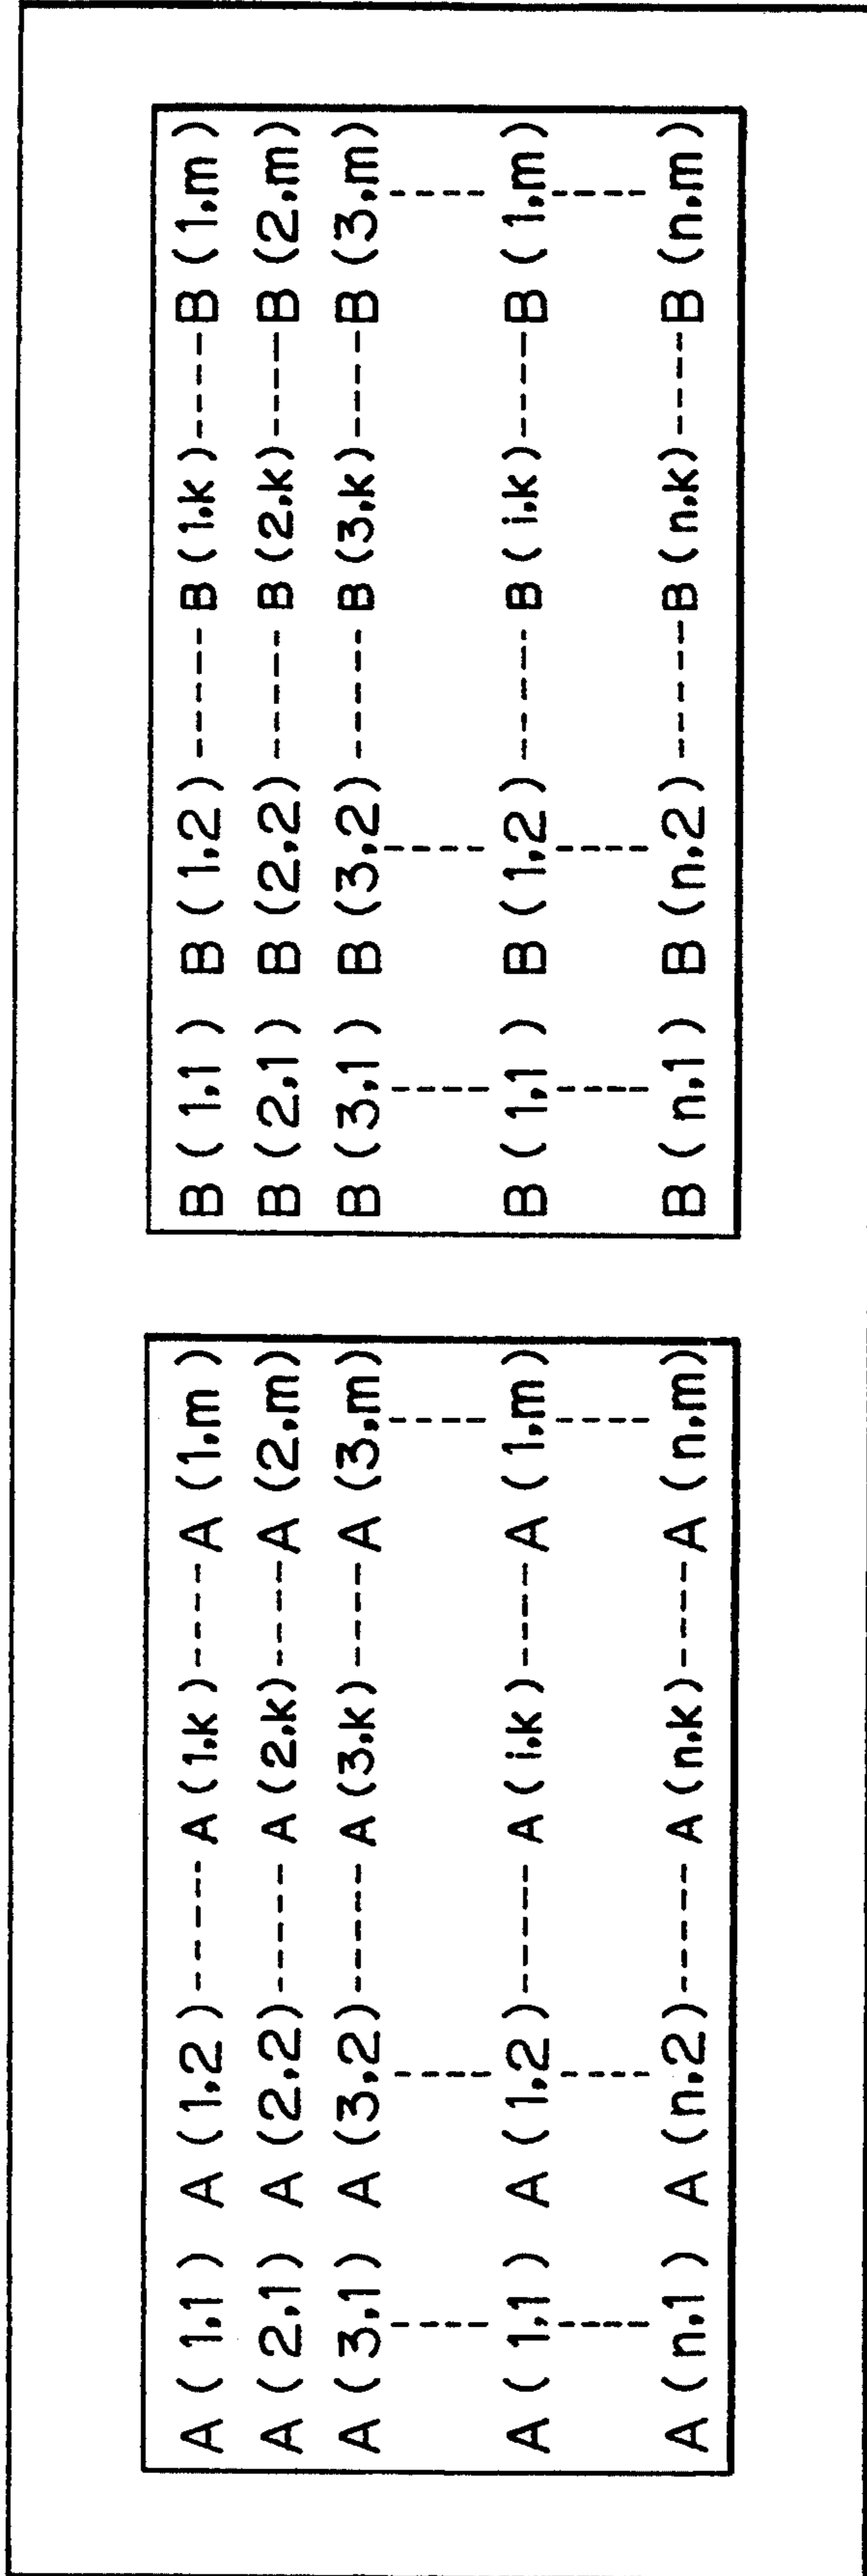 A (1,1) A (1,2)------A (1,k)-----A (1,m)
A (2,1) A (2,2)------A (2,k)-----A (2,m)
A (3,1) A (3,2)------A (3,k)-----A (3,m)
A (1,1) A (1,2)------A (i,k)-----A (1,m)
A (n,1) A (n,2)------A (n,k)-----A (n,m)
B (1,1) B (1,2)------B (1,k)-----B (1,m)
B (2,1) B (2,2)------B (2,k)-----B (2,m)
B (3,1) B (3,2)------B (3,k)-----B (3,m)
B (1,1) B (1,2)------B (i,k)-----B (1,m)
B (n,1) B (n,2)------B (n,k)-----B (n,m)